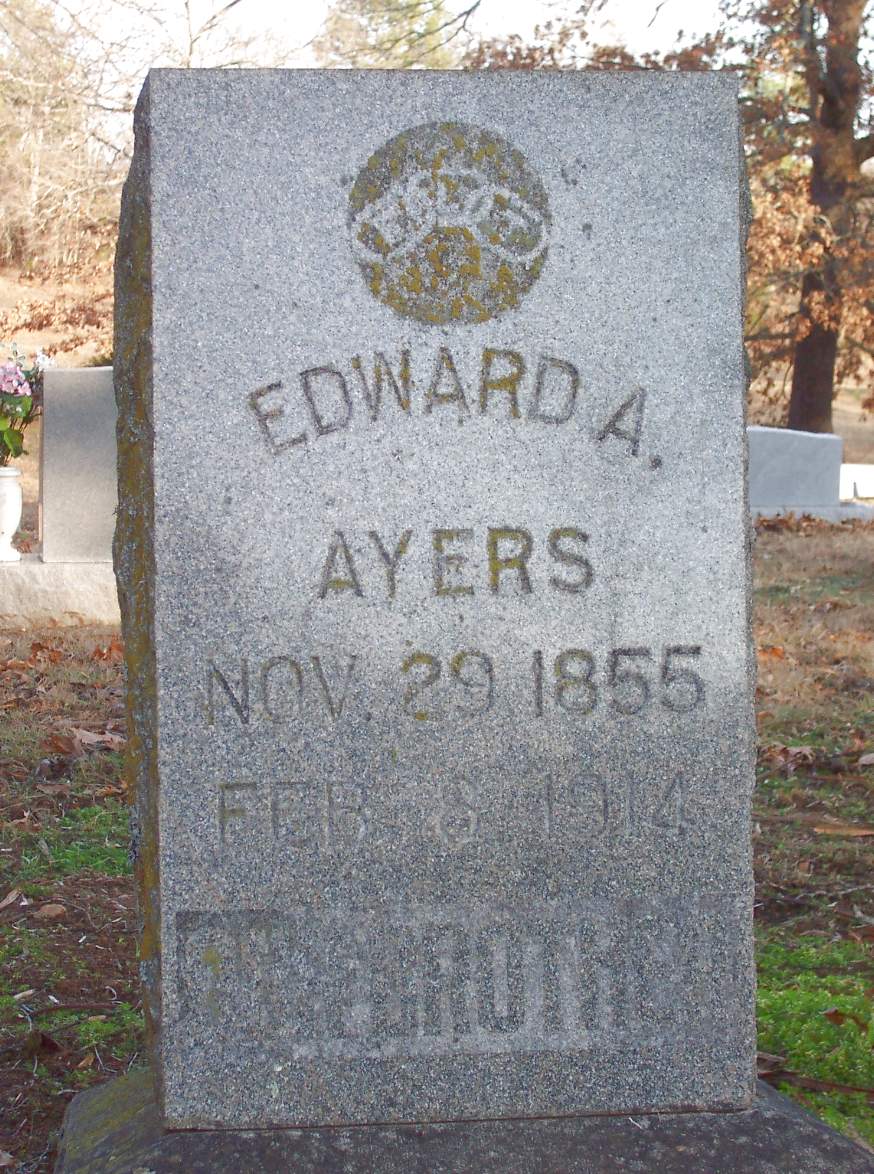 EDWARD A.
AYERS
NOV. 29 1855
FEB. 8 1914